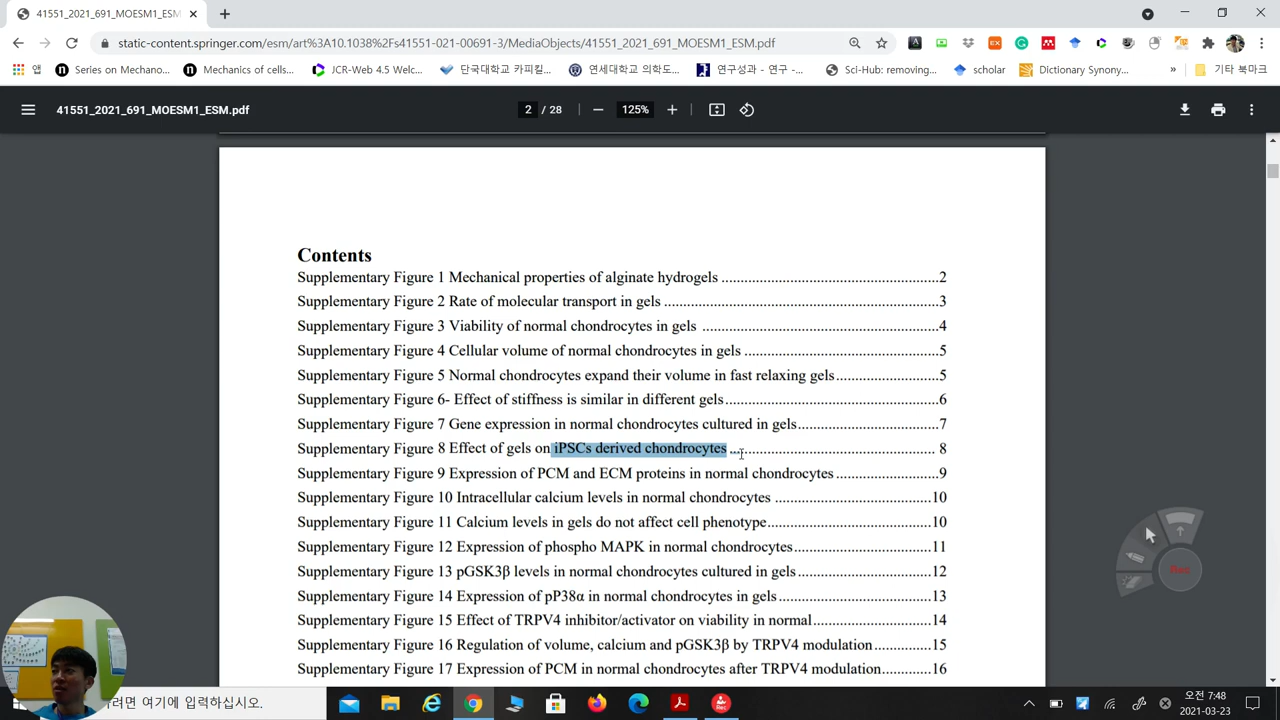 41551_2021_691_MOESM1_ESM.pdf
static-content.springer.com/esm/art%3A10.1038%2Fs41551-021-00691-3/MediaObjects/41551_2021_691_MOESM1_ESM.pdf
앱 Series on Mechano... Mechanics of cells... JCR-Web 4.5 Welc... 단국대학교 카피킬... 연세대학교 의학도... 연구성과 - 연구 -... Sci-Hub: removing... scholar Dictionary Synony... » 기타 북마크
41551_2021_691_MOESM1_ESM.pdf 2 / 28 125%
Contents
Supplementary Figure 1 Mechanical properties of alginate hydrogels ....2
Supplementary Figure 2 Rate of molecular transport in gels ....3
Supplementary Figure 3 Viability of normal chondrocytes in gels ....4
Supplementary Figure 4 Cellular volume of normal chondrocytes in gels ....5
Supplementary Figure 5 Normal chondrocytes expand their volume in fast relaxing gels....5
Supplementary Figure 6- Effect of stiffness is similar in different gels....6
Supplementary Figure 7 Gene expression in normal chondrocytes cultured in gels....7
Supplementary Figure 8 Effect of gels on iPSCs derived chondrocytes .... 8
Supplementary Figure 9 Expression of PCM and ECM proteins in normal chondrocytes ....9
Supplementary Figure 10 Intracellular calcium levels in normal chondrocytes ....10
Supplementary Figure 11 Calcium levels in gels do not affect cell phenotype....10
Supplementary Figure 12 Expression of phospho MAPK in normal chondrocytes....11
Supplementary Figure 13 pGSK3β levels in normal chondrocytes cultured in gels ....12
Supplementary Figure 14 Expression of pP38α in normal chondrocytes in gels ....13
Supplementary Figure 15 Effect of TRPV4 inhibitor/activator on viability in normal....14
Supplementary Figure 16 Regulation of volume, calcium and pGSK3β by TRPV4 modulation ....15
Supplementary Figure 17 Expression of PCM in normal chondrocytes after TRPV4 modulation....16
Rec
려면 여기에 입력하십시오.
Rec
오전 7:48
2021-03-23